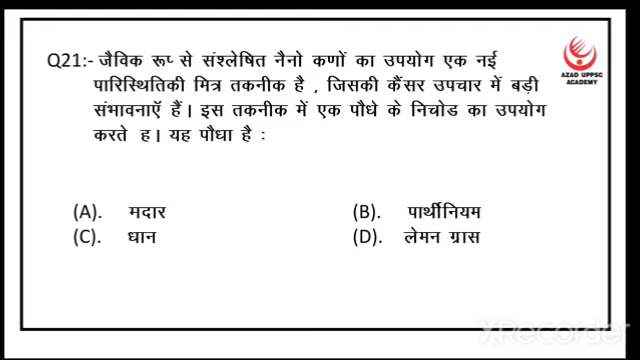 Q21:- जैविक रूप से संश्लेषित नैनो कणों का उपयोग एक नई
पारिस्थितिकी मित्र तकनीक है , जिसकी कैंसर उपचार में बड़ी
संभावनाऍ हैं। इस तकनीक में एक पौधे के निचोड का उपयोग
करते ह। यह पौधा है :
AZAD UPPSC
ACADEMY
(A). मदार
(B). पार्थीनियम
(C). धान
(D). लेमन ग्रास
XRecorder